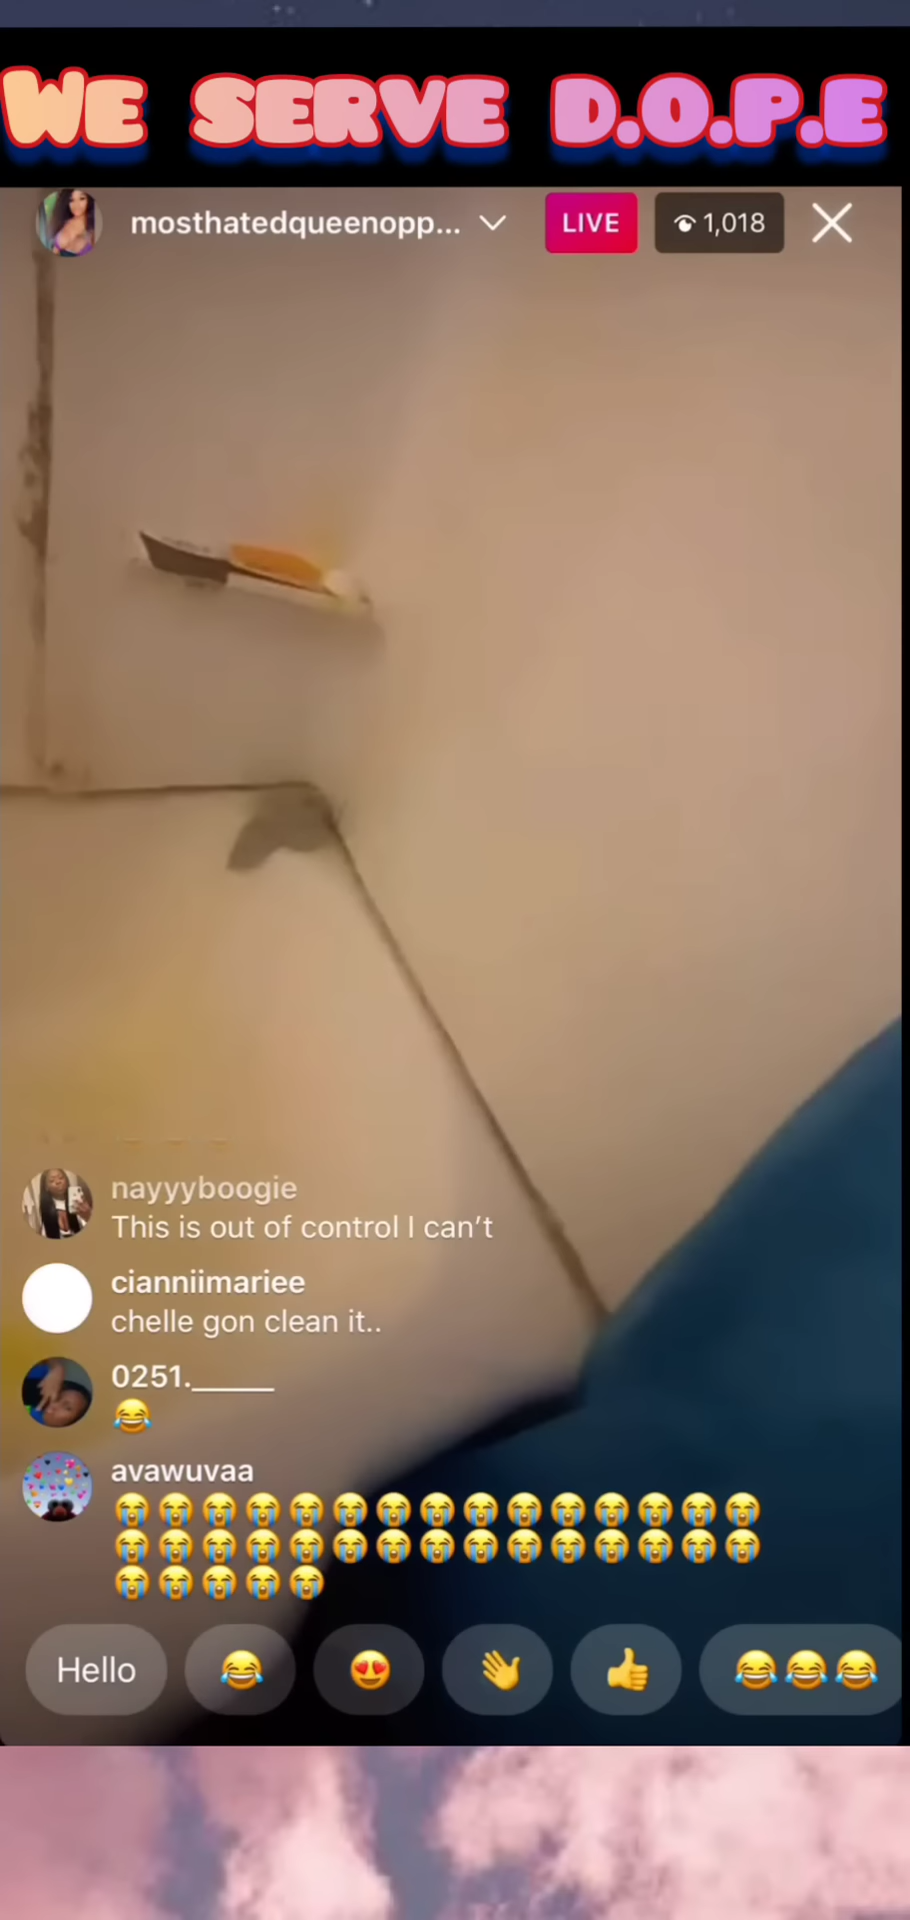 WE SERVE D.O.P.E
mosthatedqueenopp...
LIVE
1,018
nayyyboogie
This is out of control I can’t
cianniimariee
chelle gon clean it..
0251._____
😂
avawuvaa
😭😭😭😭😭😭😭😭😭😭😭😭😭😭😭
😭😭😭😭😭😭😭😭😭😭😭😭😭😭😭
😭😭😭😭😭
Hello 😂 😍 👋 👍 😂😂😂